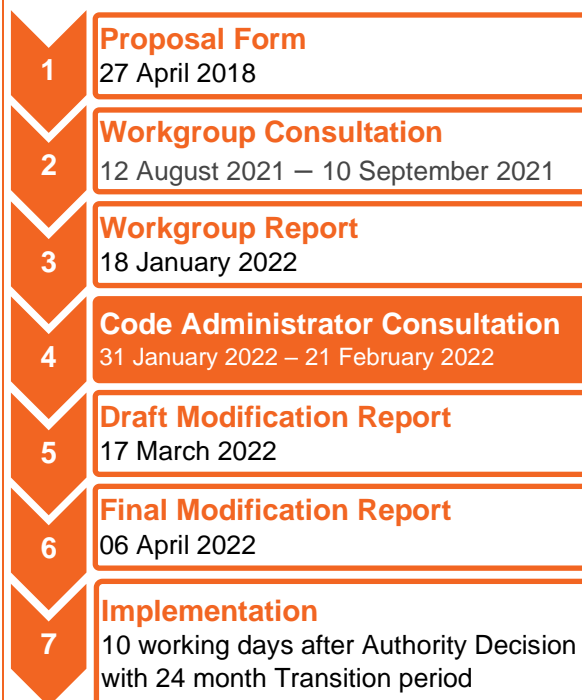 1
Proposal Form
27 April 2018
2
Workgroup Consultation
12 August 2021 – 10 September 2021
3
Workgroup Report
18 January 2022
4
Code Administrator Consultation
31 January 2022 – 21 February 2022
5
Draft Modification Report
17 March 2022
6
Final Modification Report
06 April 2022
7
Implementation
10 working days after Authority Decision
with 24 month Transition period